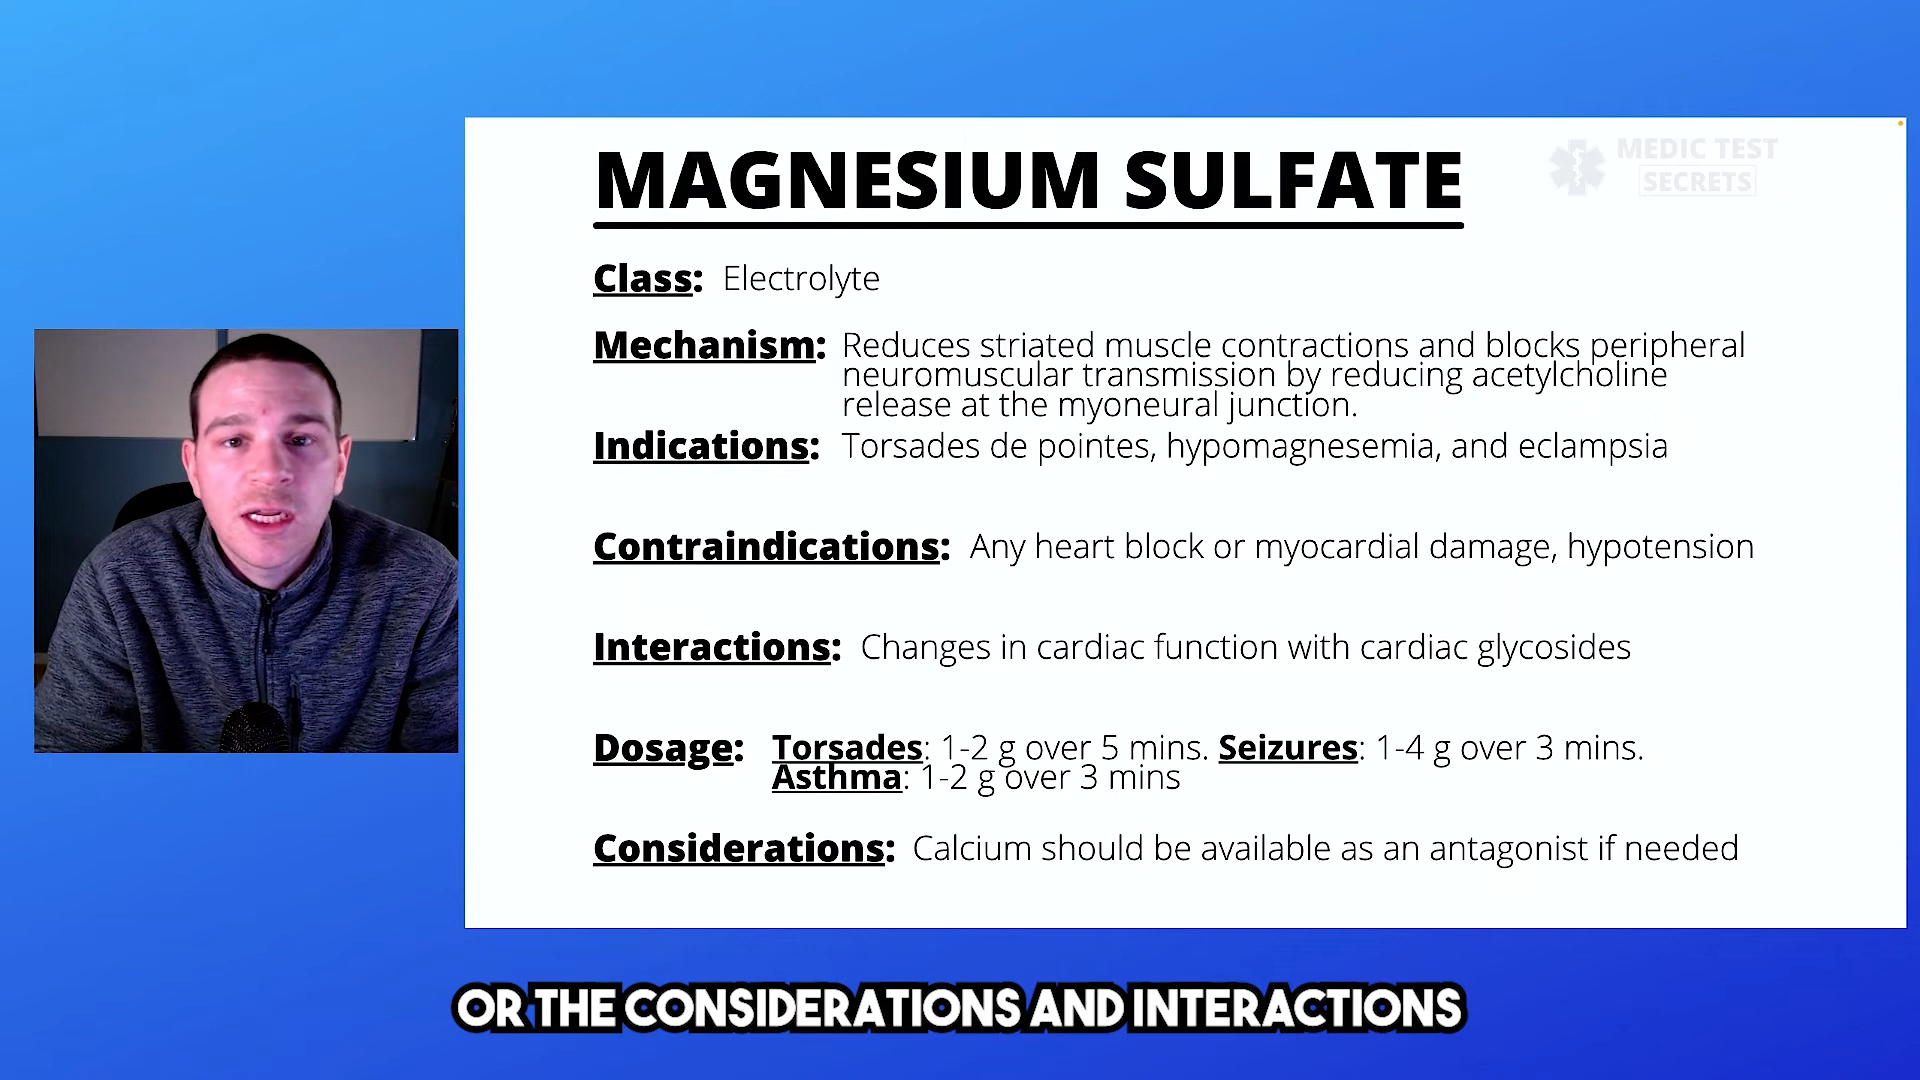 MAGNESIUM SULFATE
MEDIC TEST
SECRETS
Class: Electrolyte
Mechanism: Reduces striated muscle contractions and blocks peripheral
neuromuscular transmission by reducing acetylcholine
release at the myoneural junction.
Indications: Torsades de pointes, hypomagnesemia, and eclampsia
Contraindications: Any heart block or myocardial damage, hypotension
Interactions: Changes in cardiac function with cardiac glycosides
Dosage: Torsades: 1-2 g over 5 mins. Seizures: 1-4 g over 3 mins.
Asthma: 1-2 g over 3 mins
Considerations: Calcium should be available as an antagonist if needed
OR THE CONSIDERATIONS AND INTERACTIONS